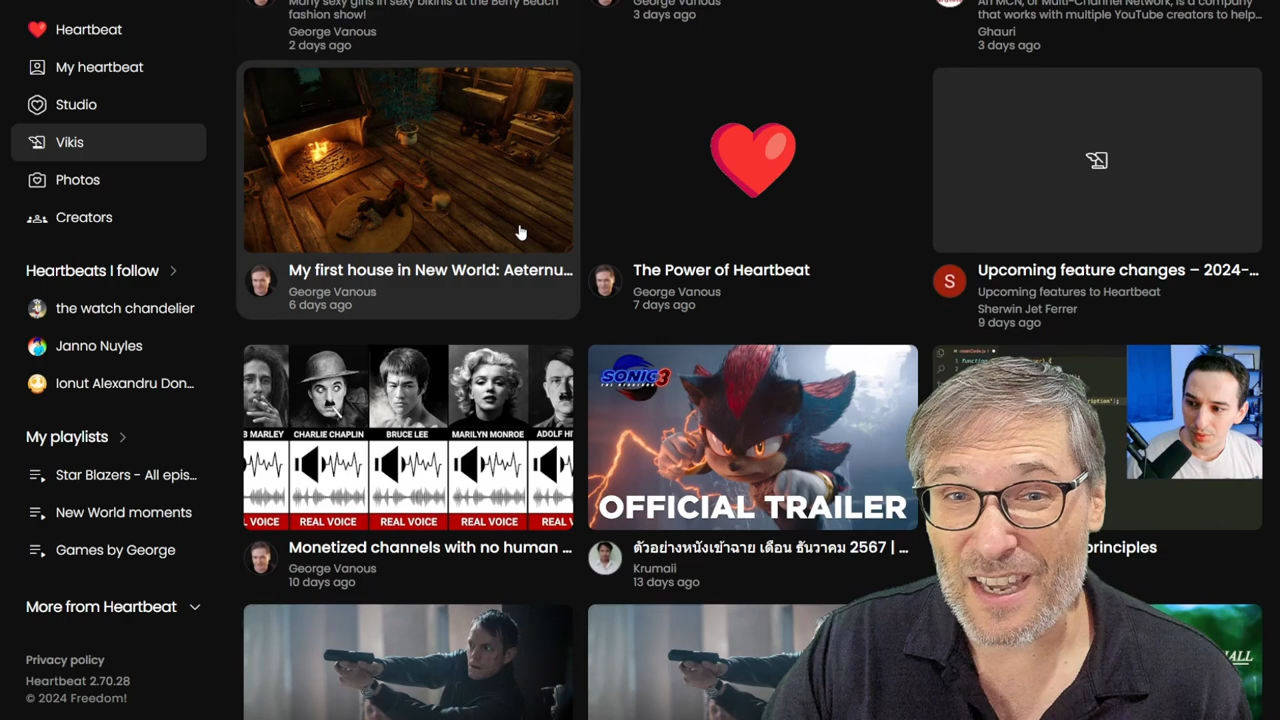 Heartbeat
My heartbeat
Studio
Vikis
Photos
Creators
Heartbeats I follow
the watch chandelier
Janno Nuyles
Ionut Alexandru Don...
My playlists
Star Blazers - All epis...
New World moments
Games by George
More from Heartbeat
Privacy policy
Heartbeat 2.70.28
© 2024 Freedom!
Many sexy girls in sexy bikinis at the Berry Beach
fashion show!
George Vanous
2 days ago
George Vanous
3 days ago
An MCN, or Multi-Channel Network, is a company
that works with multiple YouTube creators to help...
Ghauri
3 days ago
My first house in New World: Aeternu...
George Vanous
6 days ago
The Power of Heartbeat
George Vanous
7 days ago
S
Upcoming feature changes – 2024-...
Upcoming features to Heartbeat
Sherwin Jet Ferrer
9 days ago
B MARLEY
CHARLIE CHAPLIN
BRUCE LEE
MARILYN MONROE
ADOLF HI
L VOICE
REAL VOICE
REAL VOICE
REAL VOICE
REAL V
Monetized channels with no human ...
George Vanous
10 days ago
SONIC 3
OFFICIAL TRAILER
ตัวอย่างหนังเข้าฉาย เดือน ธันวาคม 2567 | ...
Krumaii
13 days ago
principles